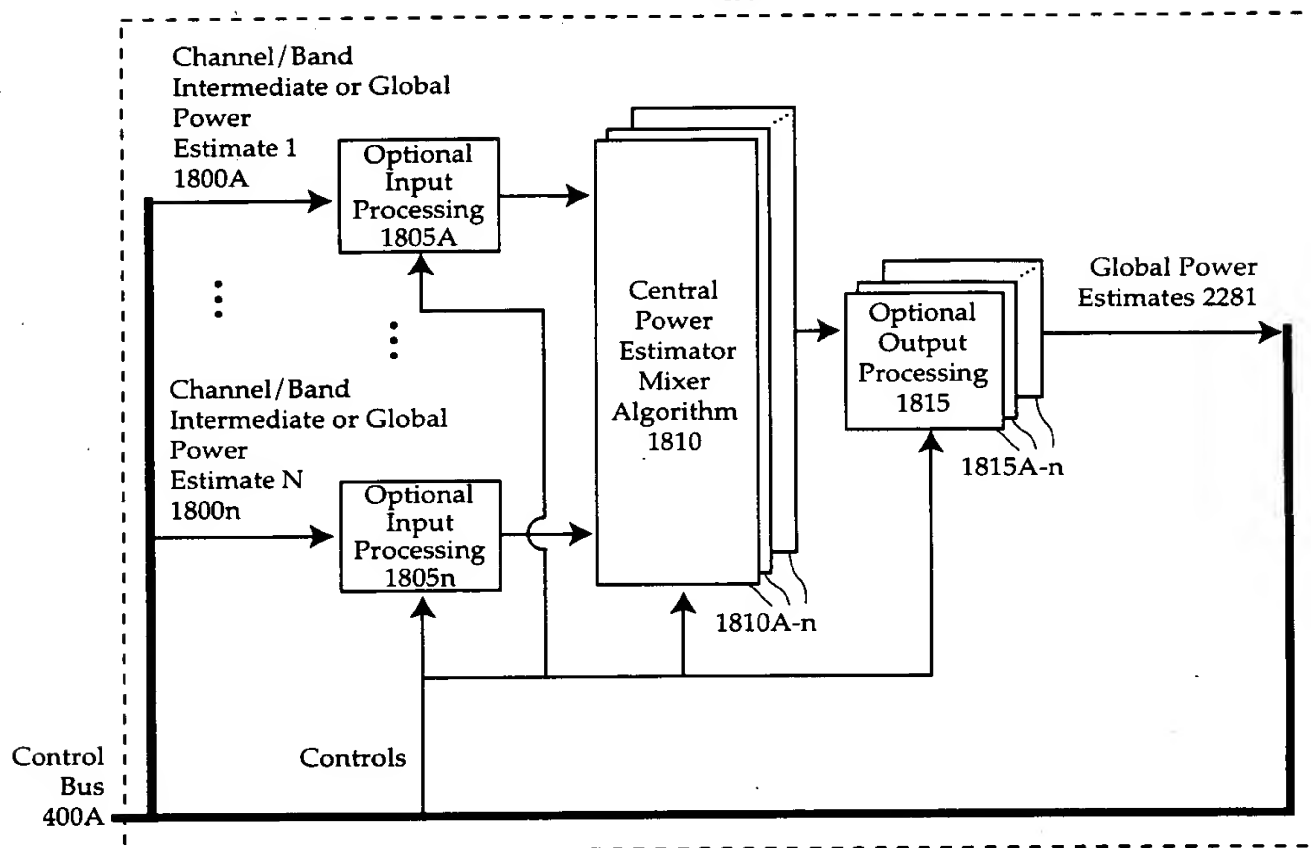 Channel/Band
Intermediate or Global
Power
Estimate 1
1800A
Optional
Input
Processing
1805A
Channel/Band
Intermediate or Global
Power
Estimate N
1800n
Optional
Input
Processing
1805n
Central
Power
Estimator
Mixer
Algorithm
1810
1810A-n
Optional
Output
Processing
1815
1815A-n
Global Power
Estimates 2281
Controls
Control
Bus
400A